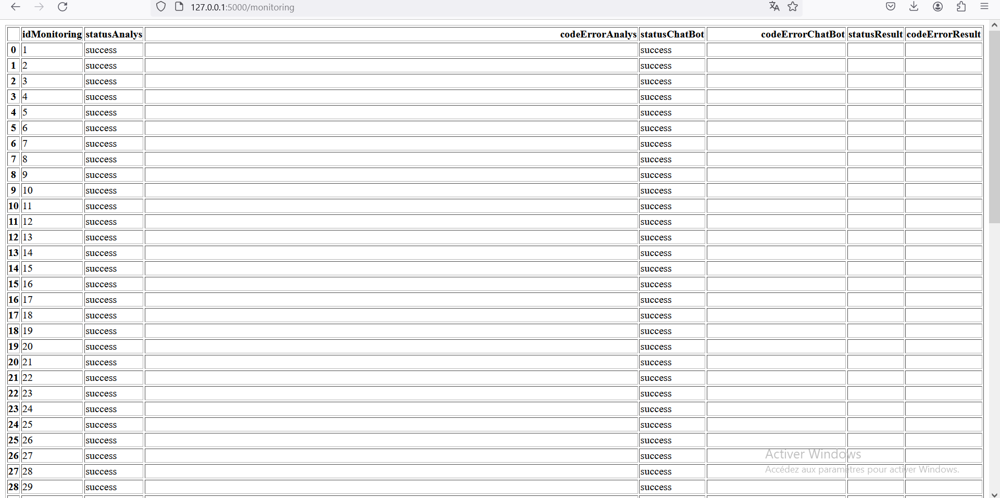 127.0.0.1:5000/monitoring
idMonitoring statusAnalys codeErrorAnalys statusChatBot codeErrorChatBot statusResult codeErrorResult
0 1 success success
1 2 success success
2 3 success success
3 4 success success
4 5 success success
5 6 success success
6 7 success success
7 8 success success
8 9 success success
9 10 success success
10 11 success success
11 12 success success
12 13 success success
13 14 success success
14 15 success success
15 16 success success
16 17 success success
17 18 success success
18 19 success success
19 20 success success
20 21 success success
21 22 success success
22 23 success success
23 24 success success
24 25 success success
25 26 success success
26 27 success success
27 28 success success
28 29 success success
Activer Windows
Accédez aux paramètres pour activer Windows.